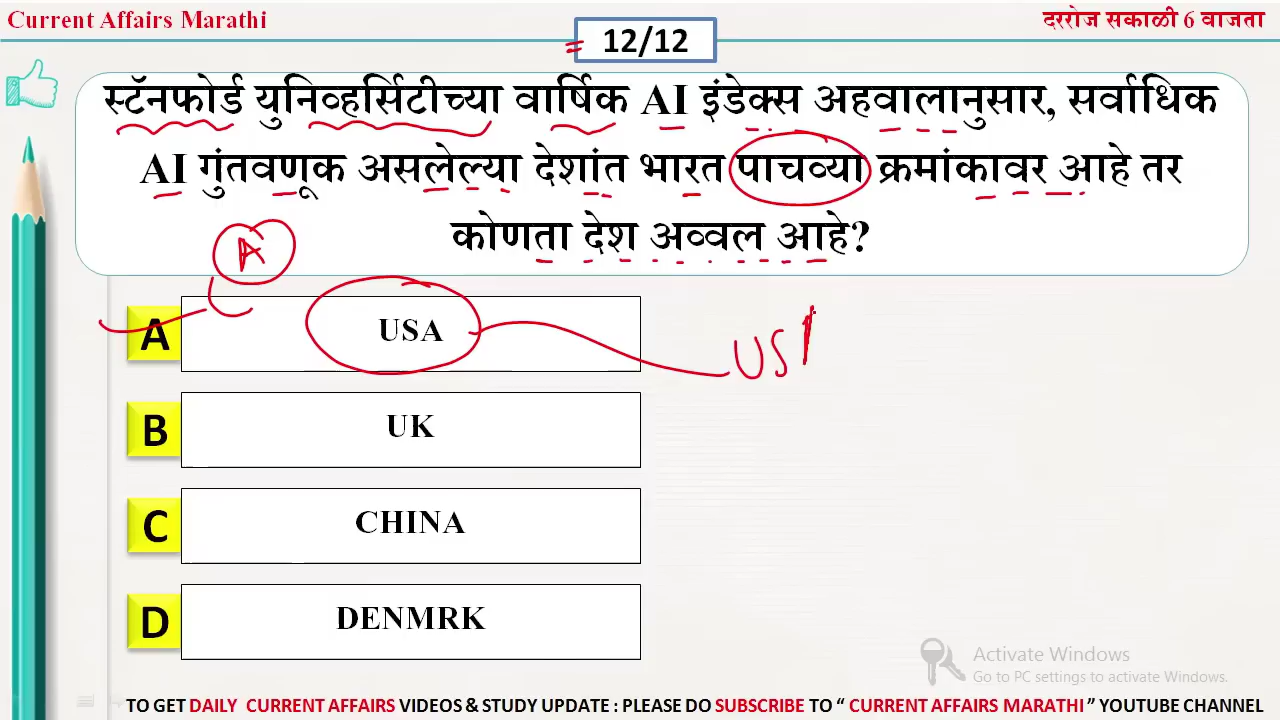 Current Affairs Marathi
दररोज सकाळी 6 वाजता
12/12
स्टॅनफोर्ड युनिव्हर्सिटीच्या वार्षिक AI इंडेक्स अहवालानुसार, सर्वाधिक
AI गुंतवणूक असलेल्या देशांत भारत पाचव्या क्रमांकावर आहे तर
कोणता देश अव्वल आहे?
A
A USA
USA
B UK
C CHINA
D DENMRK
Activate Windows
Go to PC settings to activate Windows.
TO GET DAILY CURRENT AFFAIRS VIDEOS & STUDY UPDATE : PLEASE DO SUBSCRIBE TO “ CURRENT AFFAIRS MARATHI ” YOUTUBE CHANNEL